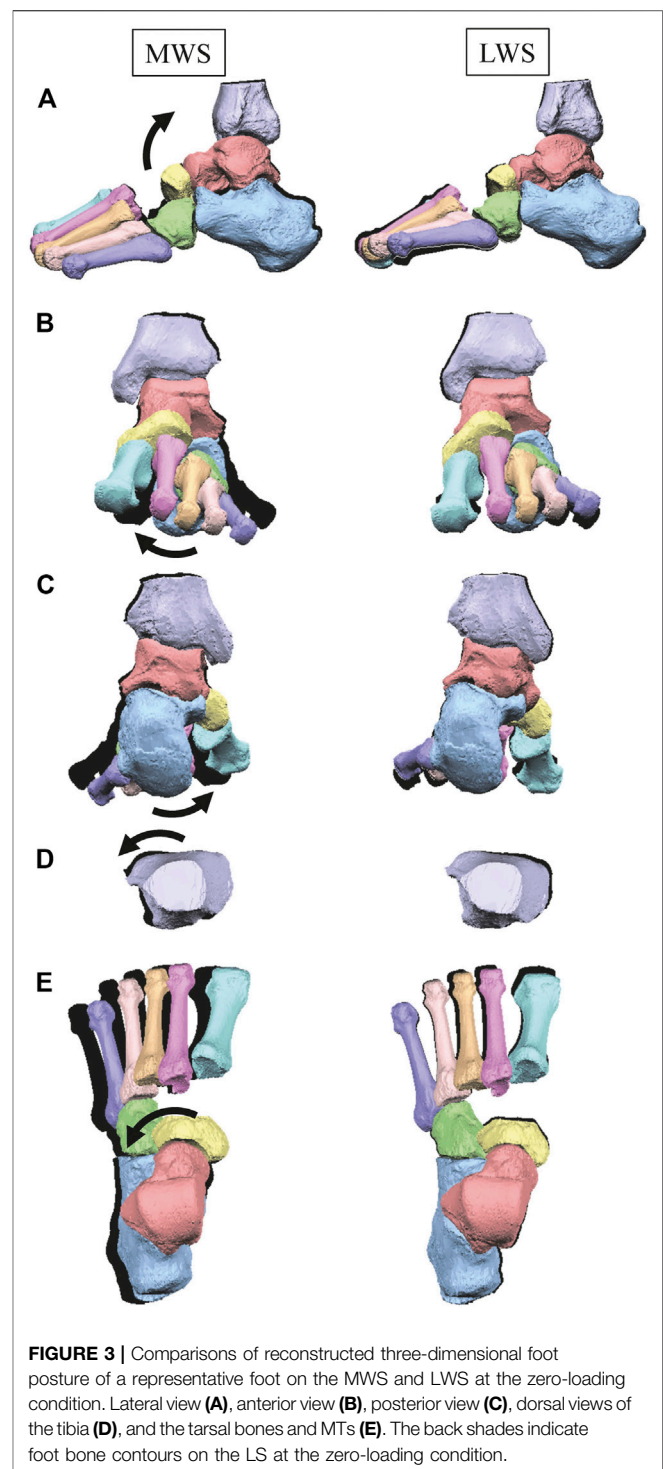 MWS
LWS
A
B
C
D
E
FIGURE 3 | Comparisons of reconstructed three-dimensional foot
posture of a representative foot on the MWS and LWS at the zero-loading
condition. Lateral view (A), anterior view (B), posterior view (C), dorsal views of
the tibia (D), and the tarsal bones and MTs (E). The back shades indicate
foot bone contours on the LS at the zero-loading condition.